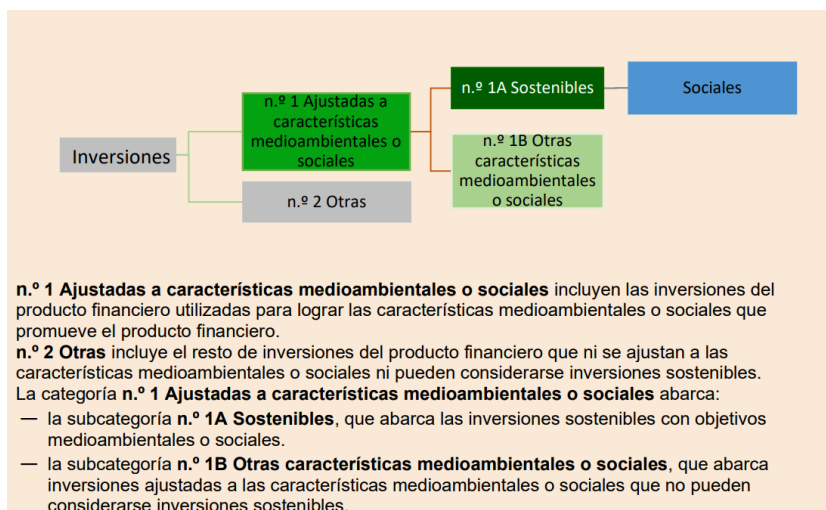 Inversiones
n.º 1 Ajustadas a
características
medioambientales o
sociales
n.º 2 Otras
n.º 1A Sostenibles
n.º 1B Otras
características
medioambientales
o sociales
Sociales
n.º 1 Ajustadas a características medioambientales o sociales incluyen las inversiones del
producto financiero utilizadas para lograr las características medioambientales o sociales que
promueve el producto financiero.
n.º 2 Otras incluye el resto de inversiones del producto financiero que ni se ajustan a las
características medioambientales o sociales ni pueden considerarse inversiones sostenibles.
La categoría n.º 1 Ajustadas a características medioambientales o sociales abarca:
— la subcategoría n.º 1A Sostenibles, que abarca las inversiones sostenibles con objetivos
medioambientales o sociales.
— la subcategoría n.º 1B Otras características medioambientales o sociales, que abarca
inversiones ajustadas a las características medioambientales o sociales que no pueden
considerarse inversiones sostenibles.